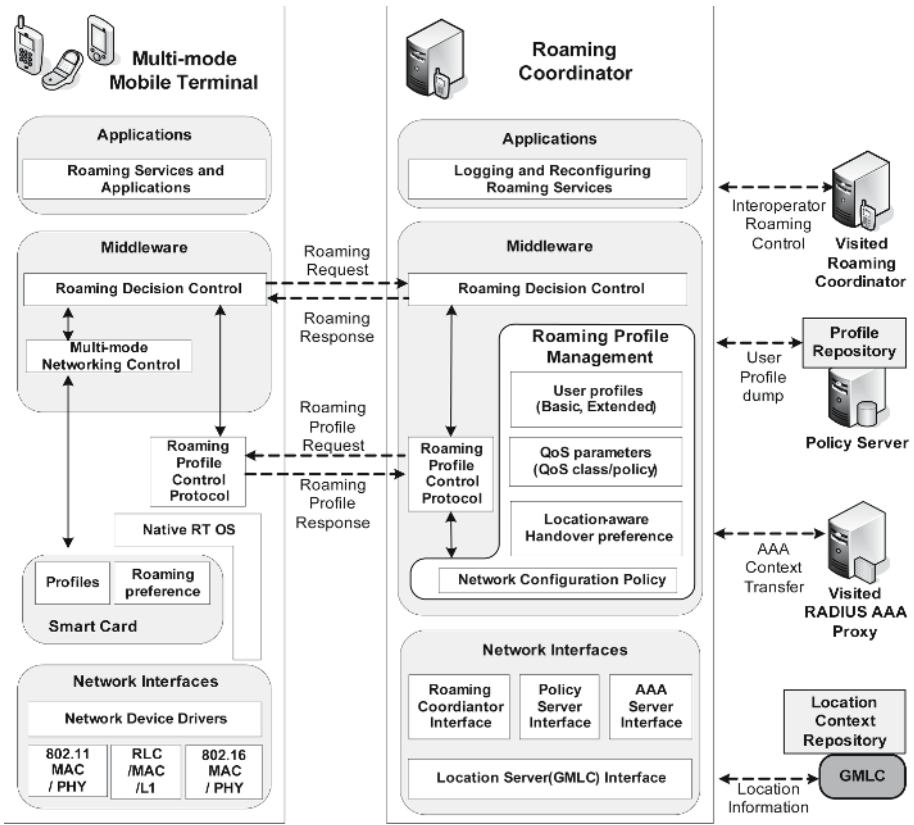 Multi-mode
Mobile Terminal
Applications
Roaming Services and
Applications
Middleware
Roaming Decision Control
Multi-mode
Networking Control
Roaming
Profile
Control
Protocol
Native RT OS
Profiles
Roaming
preference
Smart Card
Network Interfaces
Network Device Drivers
802.11
MAC
/ PHY
RLC
/MAC
/L1
802.16
MAC
/ PHY
Roaming
Request
Roaming
Response
Roaming
Profile
Request
Roaming
Profile
Response
Roaming
Coordinator
Applications
Logging and Reconfiguring
Roaming Services
Middleware
Roaming Decision Control
Roaming Profile
Management
User profiles
(Basic, Extended)
QoS parameters
(QoS class/policy)
Location-aware
Handover preference
Network Configuration Policy
Roaming
Profile
Control
Protocol
Network Interfaces
Roaming
Coordiantor
Interface
Policy
Server
Interface
AAA
Server
Interface
Location Server(GMLC) Interface
Interoperator
Roaming
Control
Visited
Roaming
Coordinator
User
Profile
dump
Profile
Repository
Policy Server
AAA
Context
Transfer
Visited
RADIUS AAA
Proxy
Location
Context
Repository
GMLC
Location
Information